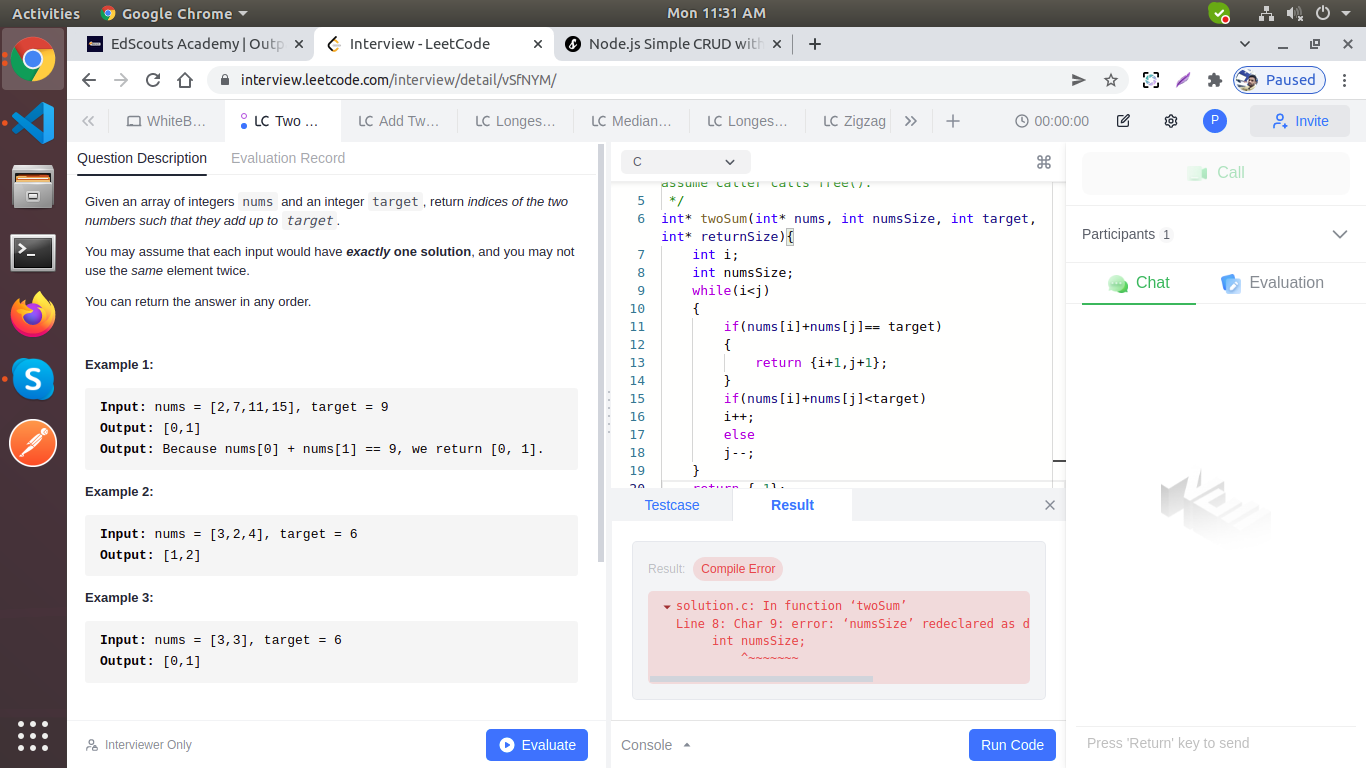 Activities
Google Chrome
Mon 11:31 AM
EdScouts Academy | Outp
Interview - LeetCode
Node.js Simple CRUD with
interview.leetcode.com/interview/detail/vSfNYM/
Paused
WhiteB...
LC Two ...
LC Add Tw...
LC Longes...
LC Median...
LC Longes...
LC Zigzag
00:00:00
P
Invite
Question Description
Evaluation Record
Given an array of integers nums and an integer target, return indices of the two
numbers such that they add up to target.
You may assume that each input would have exactly one solution, and you may not
use the same element twice.
You can return the answer in any order.
Example 1:
Input: nums = [2,7,11,15], target = 9
Output: [0,1]
Output: Because nums[0] + nums[1] == 9, we return [0, 1].
Example 2:
Input: nums = [3,2,4], target = 6
Output: [1,2]
Example 3:
Input: nums = [3,3], target = 6
Output: [0,1]
Interviewer Only
Evaluate
C
assume caller calls free().
5 */
6 int* twoSum(int* nums, int numsSize, int target,
int* returnSize){
7 int i;
8 int numsSize;
9 while(i<j)
10 {
11 if(nums[i]+nums[j]== target)
12 {
13 return {i+1,j+1};
14 }
15 if(nums[i]+nums[j]<target)
16 i++;
17 else
18 j--;
19 }
20 return {-1};
Testcase
Result
Result: Compile Error
solution.c: In function ‘twoSum’
Line 8: Char 9: error: ‘numsSize’ redeclared as d
int numsSize;
^~~~~~~~
Console
Run Code
Call
Participants 1
Chat
Evaluation
Press 'Return' key to send